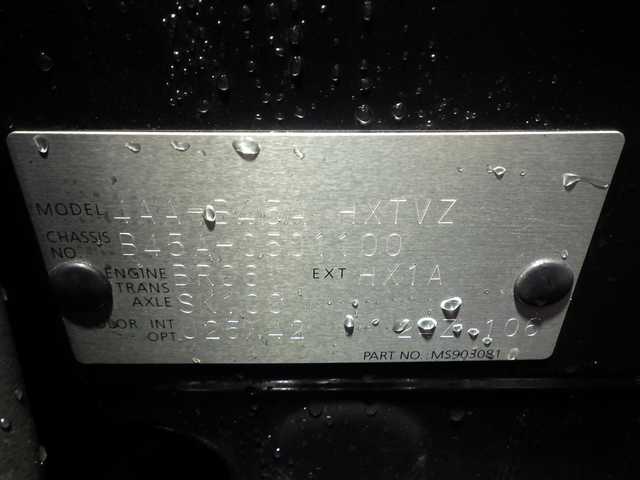 MODEL 4AA-B45A HXTVZ
CHASSIS NO. B45A-0501100
ENGINE BR06 EXT HX1A
TRANS AXLE
COLOR INT OPT.
PART NO.: MS903081